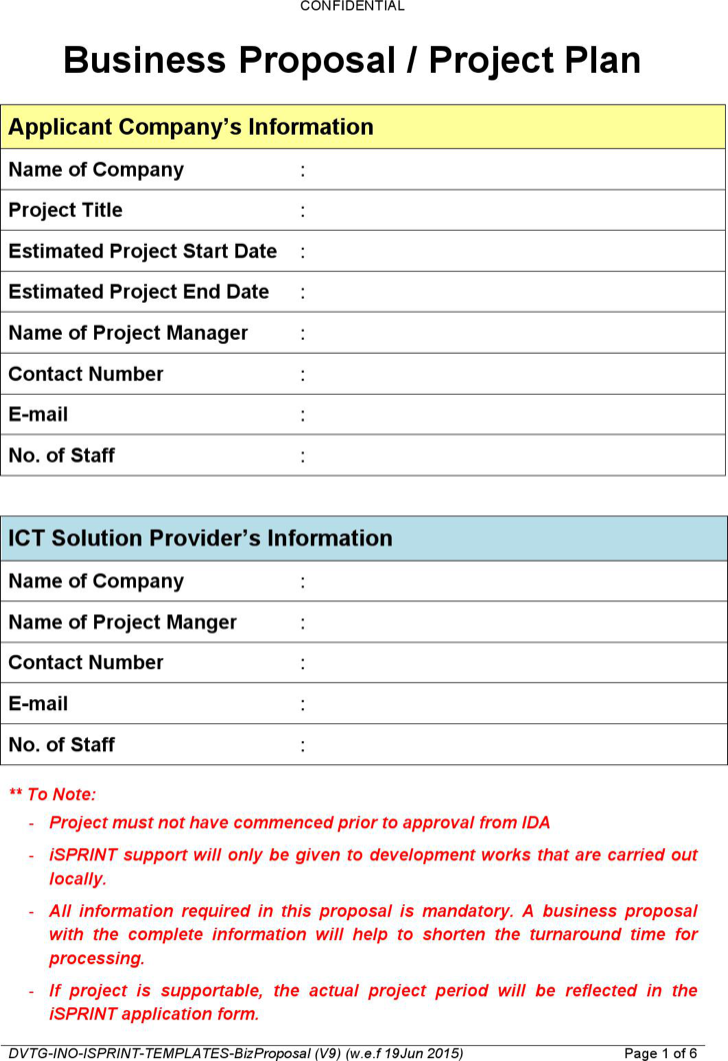 CONFIDENTIAL
Business Proposal / Project Plan
Applicant Company’s Information
Name of Company :
Project Title :
Estimated Project Start Date :
Estimated Project End Date :
Name of Project Manager :
Contact Number :
E-mail :
No. of Staff :
ICT Solution Provider’s Information
Name of Company :
Name of Project Manger :
Contact Number :
E-mail :
No. of Staff :
** To Note:
- Project must not have commenced prior to approval from IDA
- iSPRINT support will only be given to development works that are carried out
locally.
- All information required in this proposal is mandatory. A business proposal
with the complete information will help to shorten the turnaround time for
processing.
- If project is supportable, the actual project period will be reflected in the
iSPRINT application form.
DVTG-INO-ISPRINT-TEMPLATES-BizProposal (V9) (w.e.f 19Jun 2015) Page 1 of 6